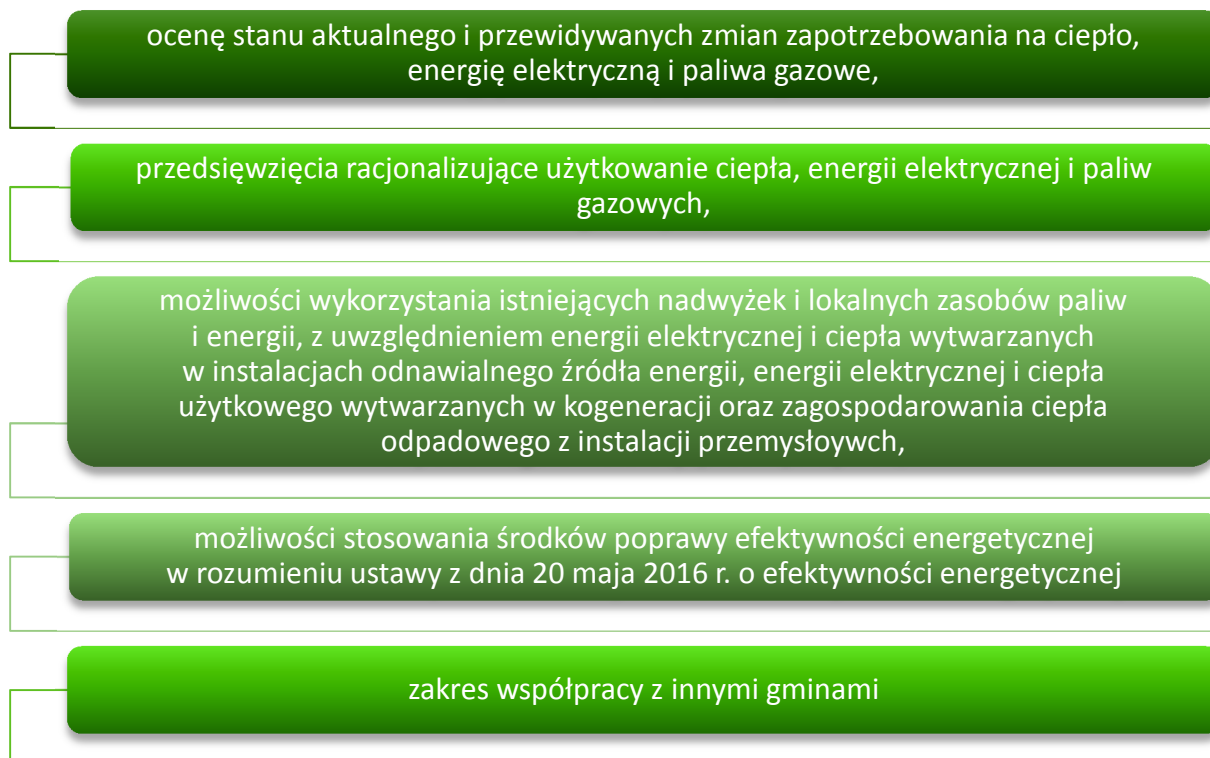 ocenę stanu aktualnego i przewidywanych zmian zapotrzebowania na ciepło,
energię elektryczną i paliwa gazowe,
przedsięwzięcia racjonalizujące użytkowanie ciepła, energii elektrycznej i paliw
gazowych,
możliwości wykorzystania istniejących nadwyżek i lokalnych zasobów paliw
i energii, z uwzględnieniem energii elektrycznej i ciepła wytwarzanych
w instalacjach odnawialnego źródła energii, energii elektrycznej i ciepła
użytkowego wytwarzanych w kogeneracji oraz zagospodarowania ciepła
odpadowego z instalacji przemysłoywch,
możliwości stosowania środków poprawy efektywności energetycznej
w rozumieniu ustawy z dnia 20 maja 2016 r. o efektywności energetycznej
zakres współpracy z innymi gminami